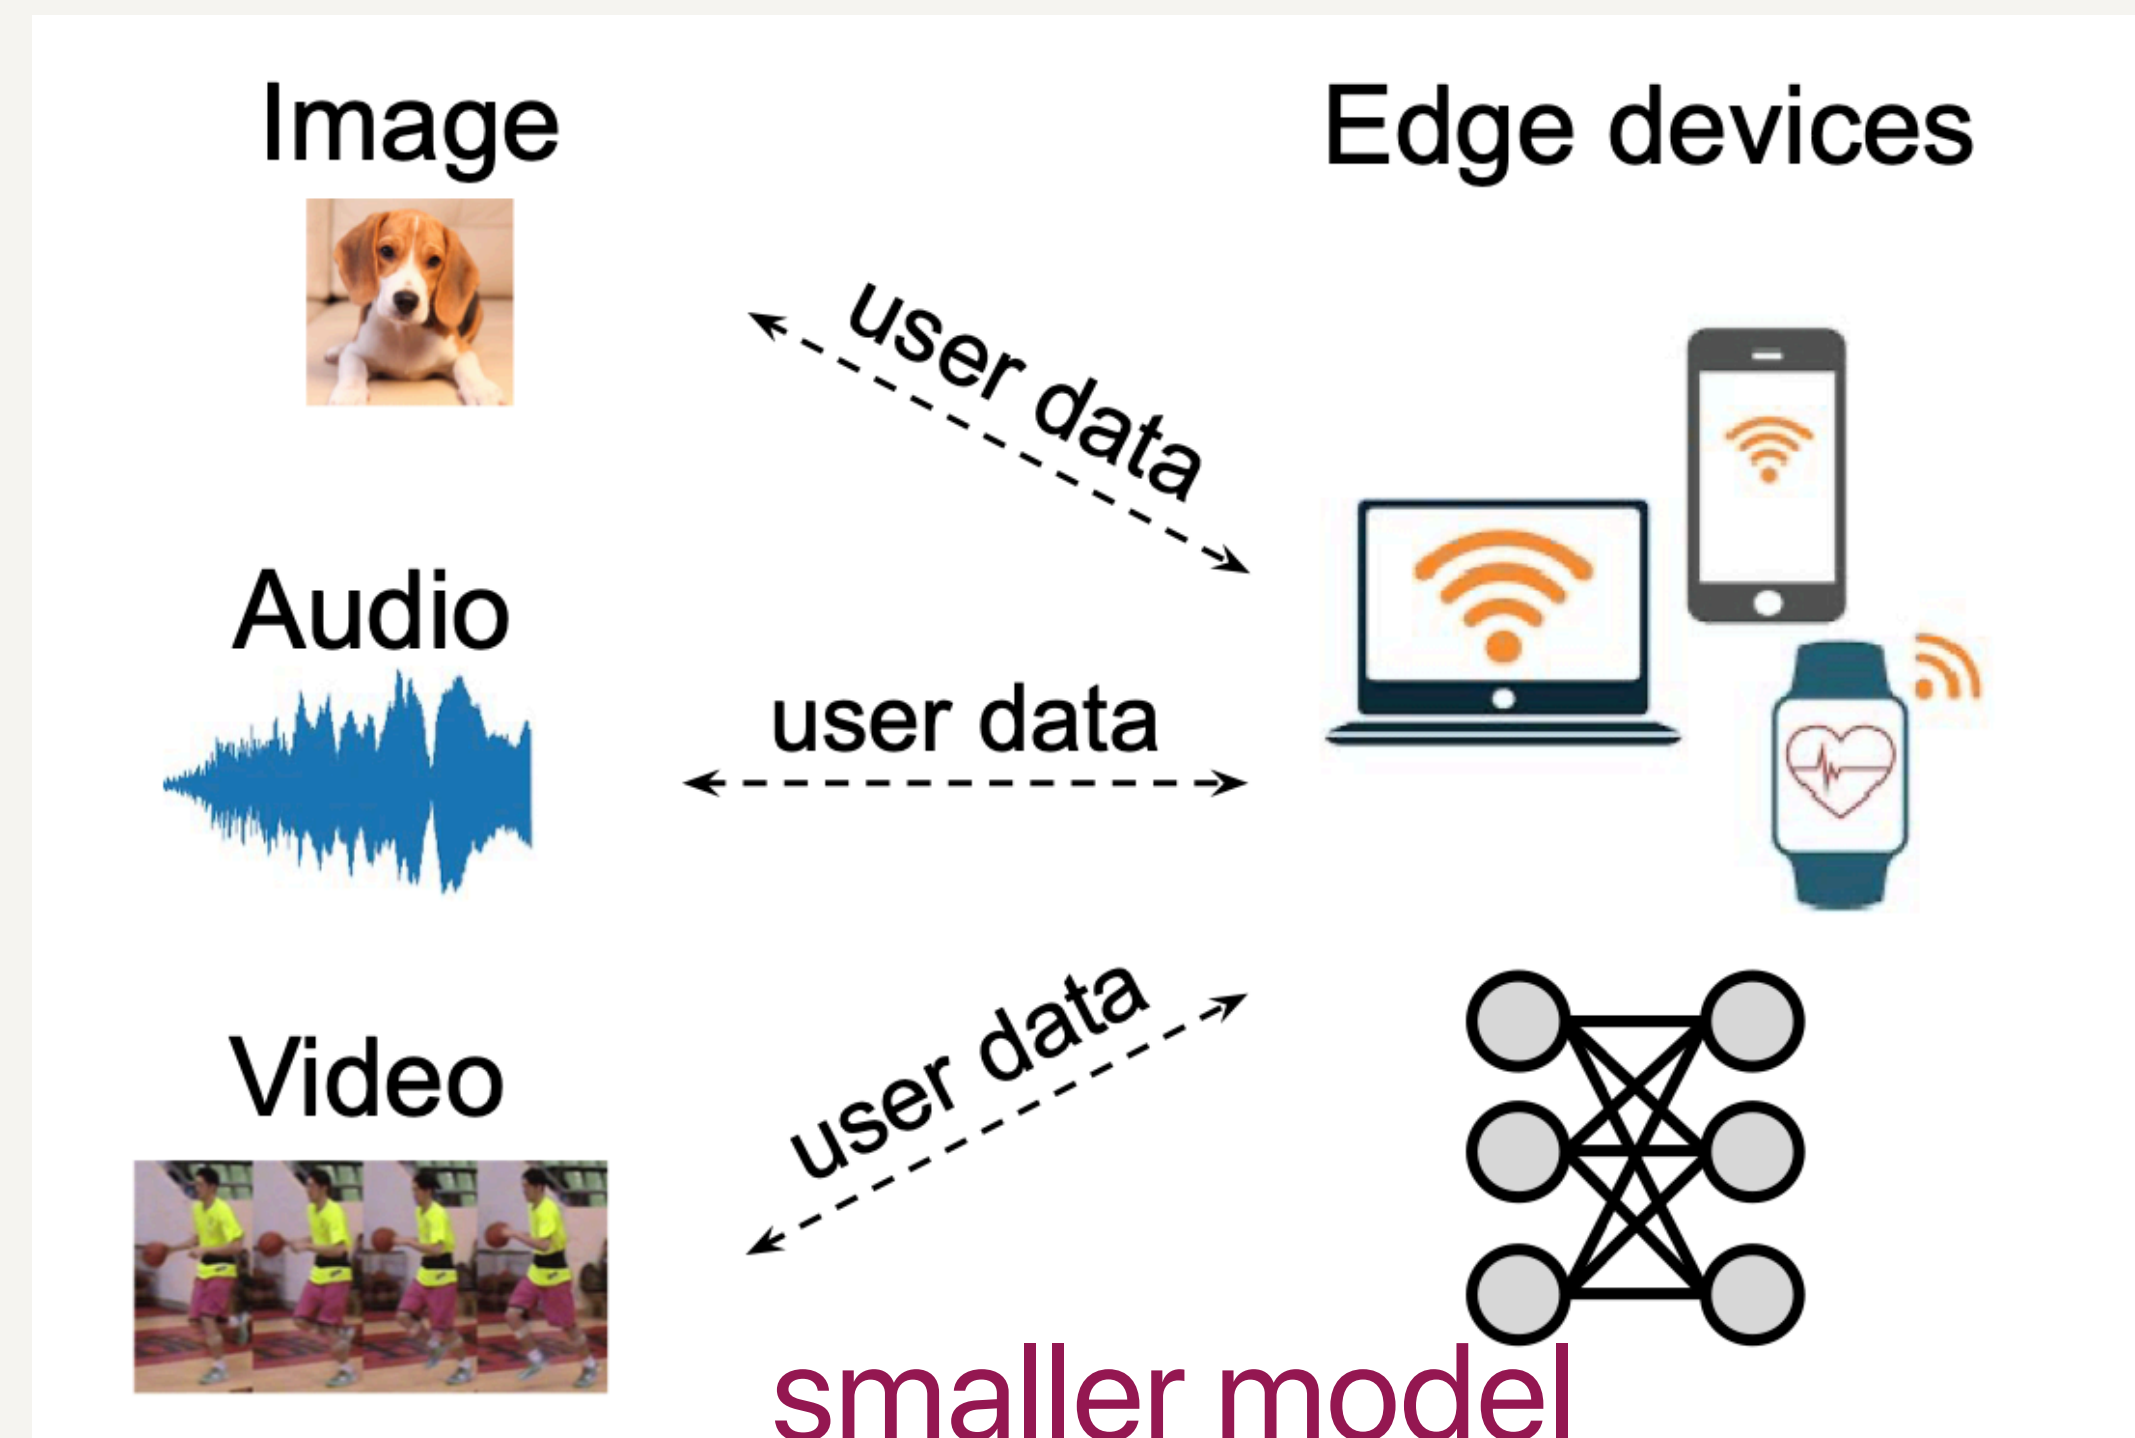 Image
Edge devices
user data
Audio
user data
Video
user data
smaller model